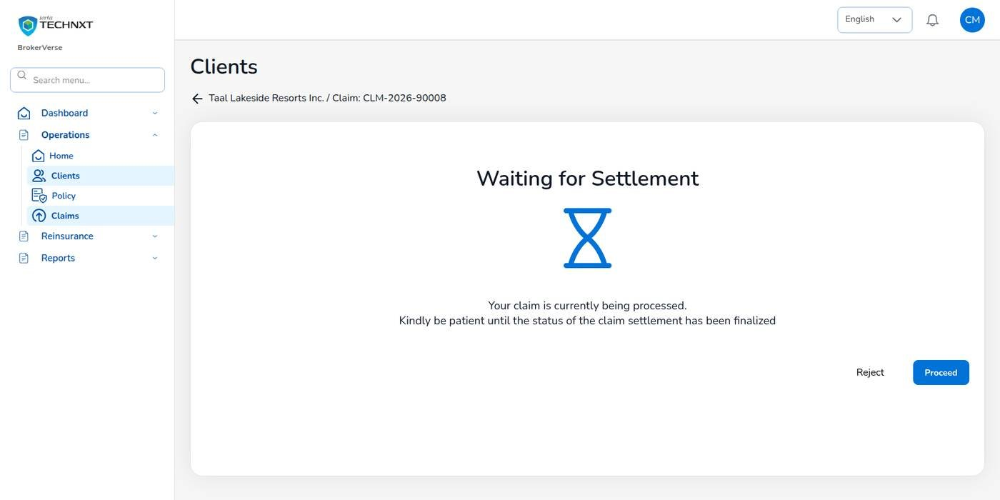 iorta
TECHNXT
BrokerVerse
Search menu...
Dashboard
Operations
Home
Clients
Policy
Claims
Reinsurance
Reports
English
CM
Clients
Taal Lakeside Resorts Inc. / Claim: CLM-2026-90008
Waiting for Settlement
Your claim is currently being processed.
Kindly be patient until the status of the claim settlement has been finalized
Reject
Proceed